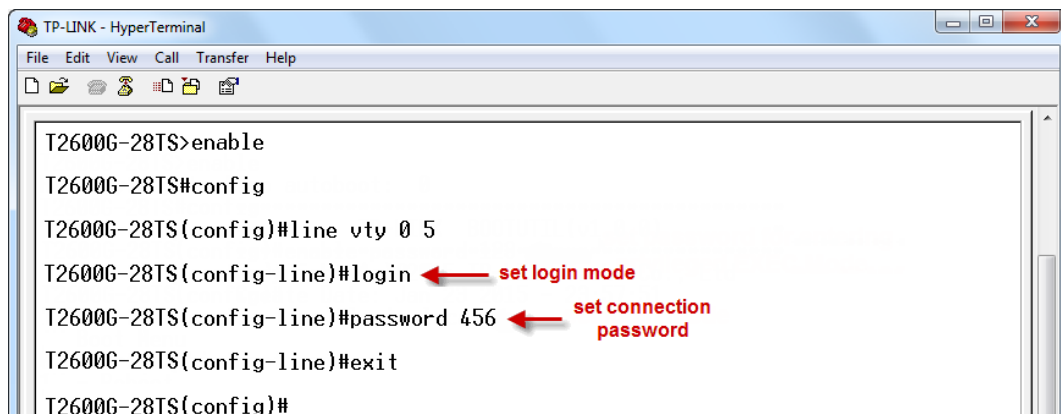 TP-LINK - HyperTerminal
File Edit View Call Transfer Help
T2600G-28TS>enable
T2600G-28TS#config
T2600G-28TS(config)#line vty 0 5
T2600G-28TS(config-line)#login set login mode
T2600G-28TS(config-line)#password 456 set connection password
T2600G-28TS(config-line)#exit
T2600G-28TS(config)#